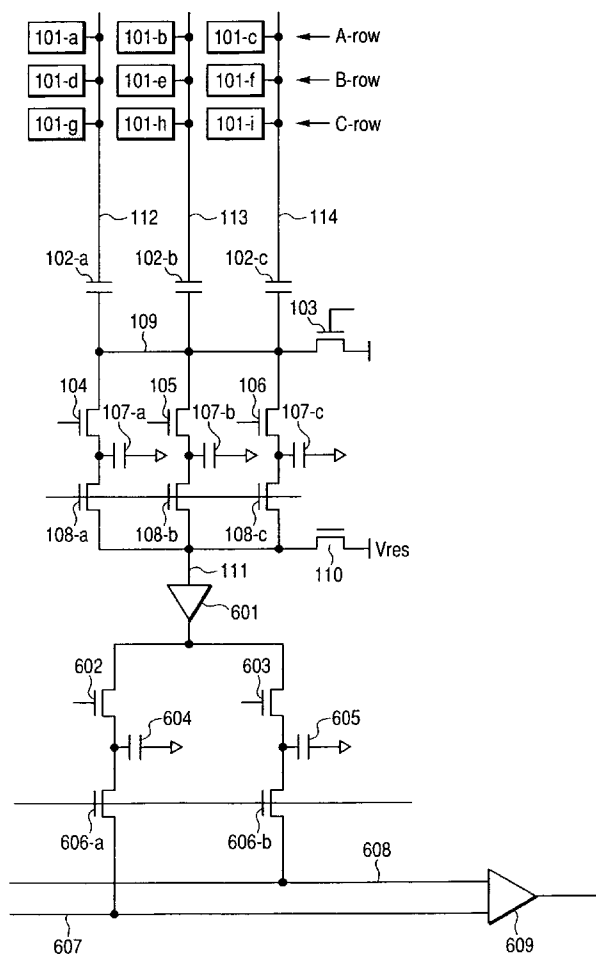 101-a 101-b 101-c A-row
101-d 101-e 101-f B-row
101-g 101-h 101-i C-row
112 113 114
102-a 102-b 102-c
103
109
104 105 106
107-a 107-b 107-c
108-a 108-b 108-c
110 Vres
111
601
602 603
604 605
606-a 606-b
608
607 609